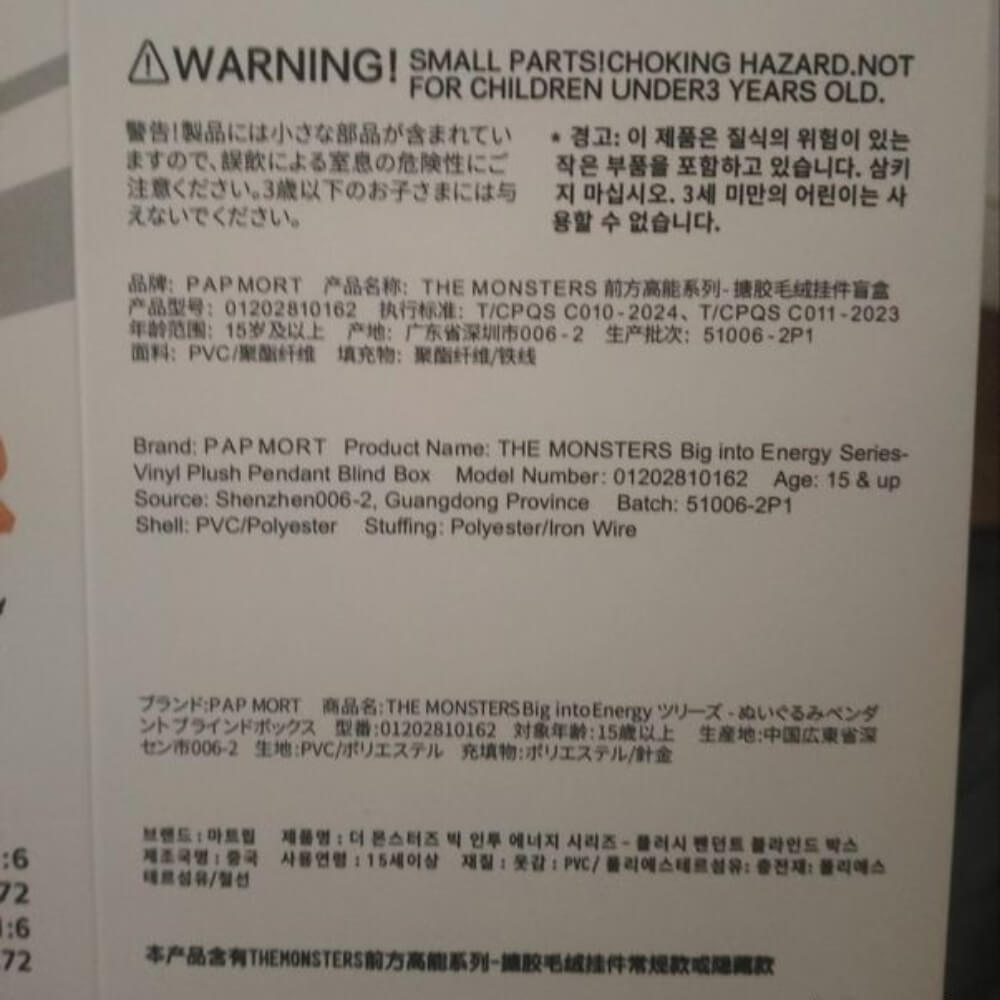 ⚠WARNING! SMALL PARTS!CHOKING HAZARD.NOT
FOR CHILDREN UNDER3 YEARS OLD.
警告!製品には小さな部品が含まれてい
ますので、誤飲による窒息の危険性にご
注意ください。3歳以下のお子さまには与
えないでください。
* 경고: 이 제품은 질식의 위험이 있는
작은 부품을 포함하고 있습니다. 삼키
지 마십시오. 3세 미만의 어린이는 사
용할 수 없습니다.
品牌: PAP MORT 产品名称: THE MONSTERS 前方高能系列-搪胶毛绒挂件盲盒
产品型号: 01202810162 执行标准: T/CPQS C010-2024、T/CPQS C011-2023
年龄范围: 15岁及以上 产地: 广东省深圳市006-2 生产批次: 51006-2P1
面料: PVC/聚酯纤维 填充物: 聚酯纤维/铁线
Brand: PAP MORT Product Name: THE MONSTERS Big into Energy Series-
Vinyl Plush Pendant Blind Box Model Number: 01202810162 Age: 15 & up
Source: Shenzhen006-2, Guangdong Province Batch: 51006-2P1
Shell: PVC/Polyester Stuffing: Polyester/Iron Wire
ブランド:PAP MORT 商品名:THE MONSTERS Big into Energy ツリーズ - ぬいぐるみペンダ
ントブラインドボックス 型番:01202810162 対象年齢:15歳以上 生産地:中国広東省深
セン市006-2 生地:PVC/ポリエステル 充填物:ポリエステル/針金
브랜드 : 마트립 제품명 : 더 몬스터즈 빅 인투 에너지 시리즈 - 플러시 팬던트 블라인드 박스
제조국명 : 중국 사용연령 : 15세이상 재질 : 옷감 : PVC/ 폴리에스테르섬유: 충전재: 폴리에스
테르섬유/철선
本产品含有THEMONSTERS前方高能系列-搪胶毛绒挂件常规款或隐藏款
:6
72
:6
72